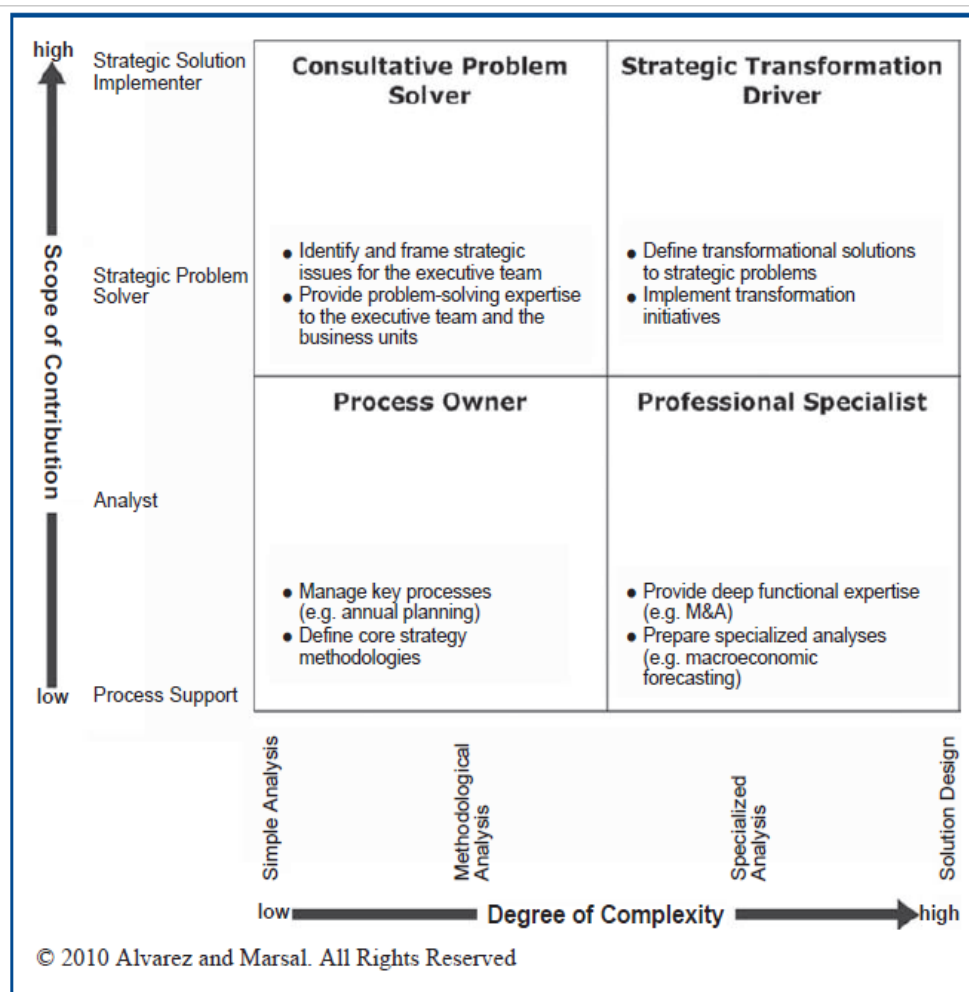 high
Strategic Solution
Implementer
Consultative Problem
Solver
Strategic Transformation
Driver
Scope of Contribution
Strategic Problem
Solver
● Identify and frame strategic
issues for the executive team
● Provide problem-solving expertise
to the executive team and the
business units
● Define transformational solutions
to strategic problems
● Implement transformation
initiatives
Process Owner
Professional Specialist
Analyst
● Manage key processes
(e.g. annual planning)
● Define core strategy
methodologies
● Provide deep functional expertise
(e.g. M&A)
● Prepare specialized analyses
(e.g. macroeconomic
forecasting)
low
Process Support
Simple Analysis
Methodological
Analysis
Specialized
Analysis
Solution Design
low
Degree of Complexity
high
© 2010 Alvarez and Marsal. All Rights Reserved